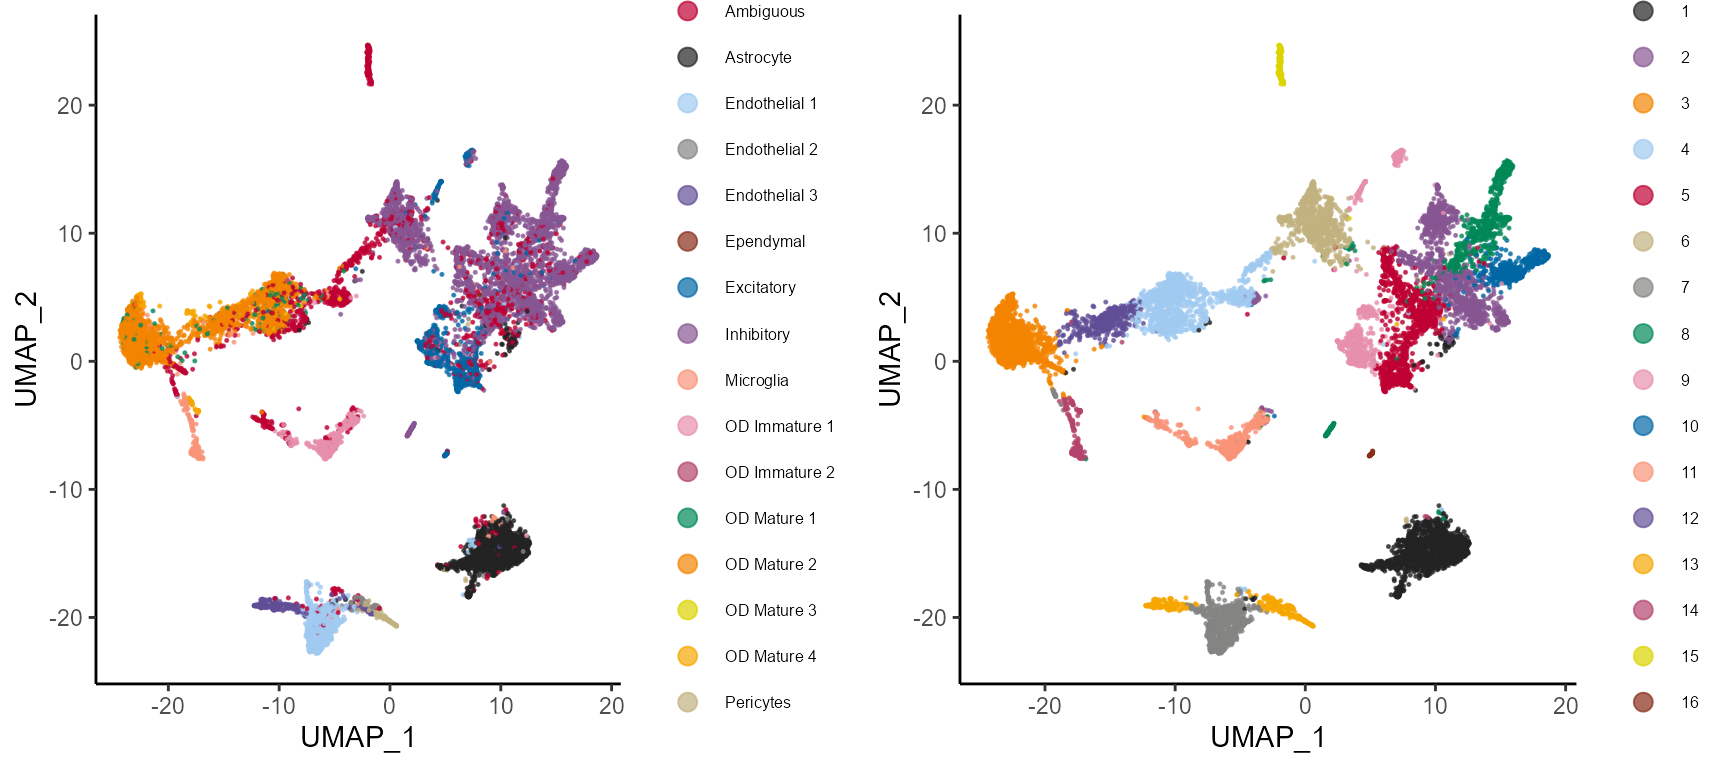 20
10
0
-10
-20
UMAP_2
-20 -10 0 10 20
UMAP_1
Ambiguous
Astrocyte
Endothelial 1
Endothelial 2
Endothelial 3
Ependymal
Excitatory
Inhibitory
Microglia
OD Immature 1
OD Immature 2
OD Mature 1
OD Mature 2
OD Mature 3
OD Mature 4
Pericytes
20
10
0
-10
-20
UMAP_2
-20 -10 0 10 20
UMAP_1
1
2
3
4
5
6
7
8
9
10
11
12
13
14
15
16